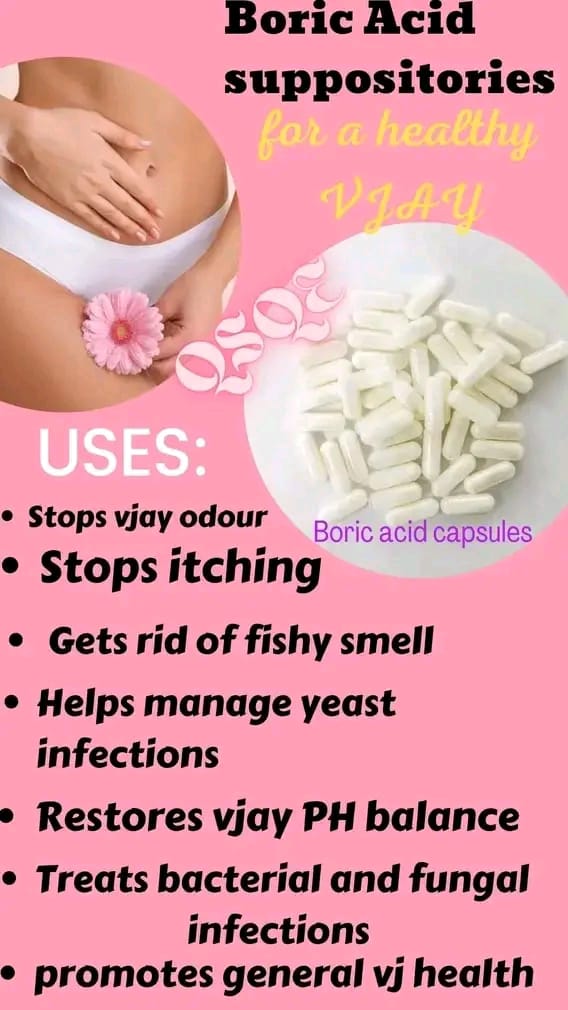 Boric Acid
suppositories
for a healthy
VJAY
USES:
• Stops vjay odour
Boric acid capsules
• Stops itching
• Gets rid of fishy smell
• Helps manage yeast
infections
• Restores vjay PH balance
• Treats bacterial and fungal
infections
• promotes general vj health